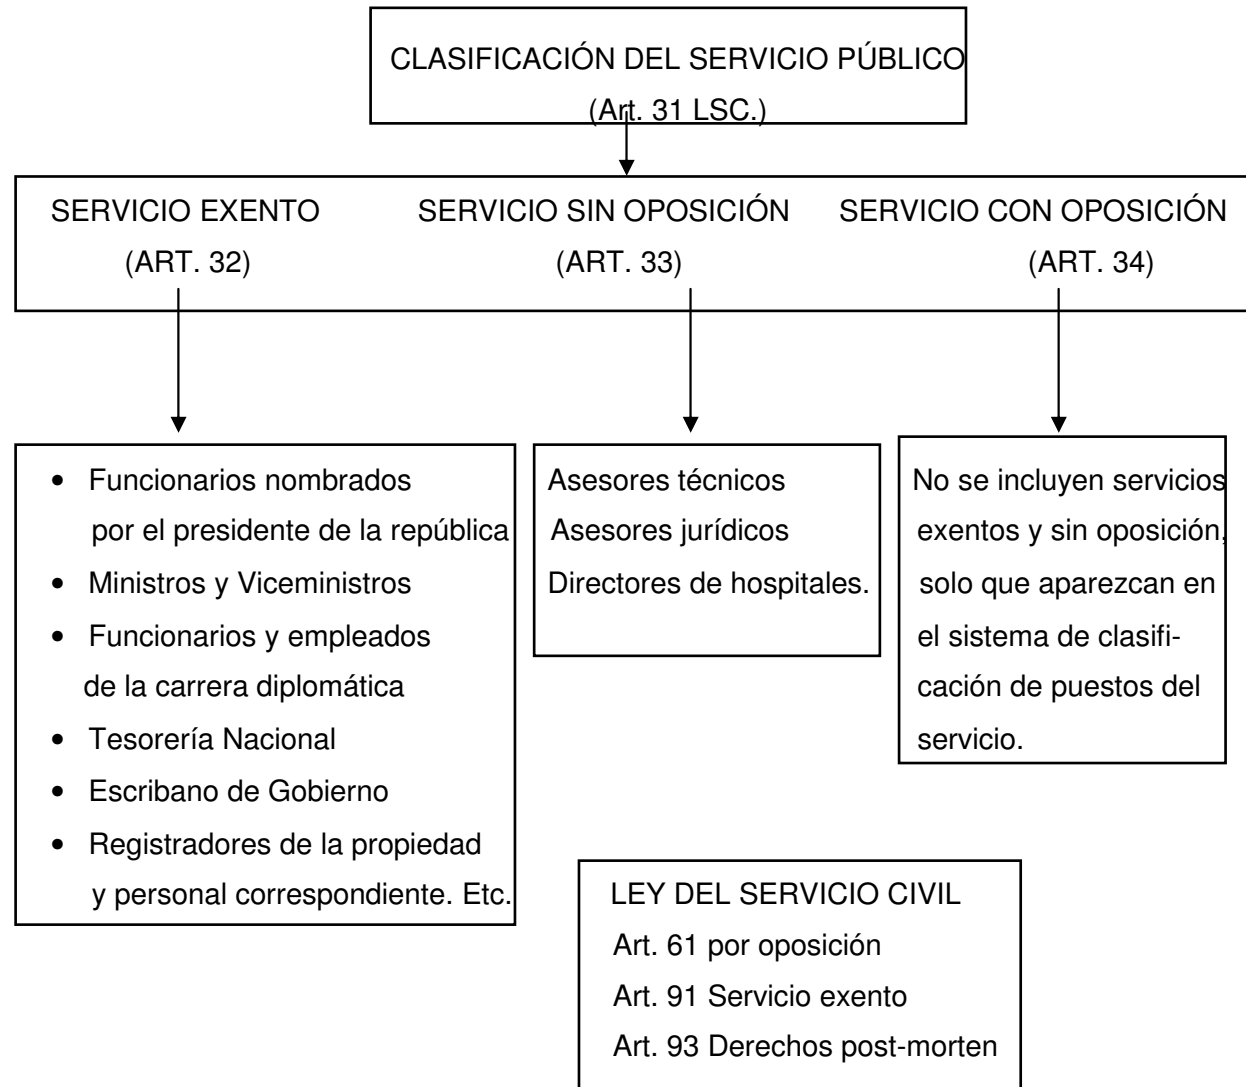 CLASIFICACIÓN DEL SERVICIO PÚBLICO
(Art. 31 LSC.)
SERVICIO EXENTO
(ART. 32)
SERVICIO SIN OPOSICIÓN
(ART. 33)
SERVICIO CON OPOSICIÓN
(ART. 34)
• Funcionarios nombrados
por el presidente de la república
• Ministros y Viceministros
• Funcionarios y empleados
de la carrera diplomática
• Tesorería Nacional
• Escribano de Gobierno
• Registradores de la propiedad
y personal correspondiente. Etc.
Asesores técnicos
Asesores jurídicos
Directores de hospitales.
No se incluyen servicios
exentos y sin oposición,
solo que aparezcan en
el sistema de clasifi-
cación de puestos del
servicio.
LEY DEL SERVICIO CIVIL
Art. 61 por oposición
Art. 91 Servicio exento
Art. 93 Derechos post-morten